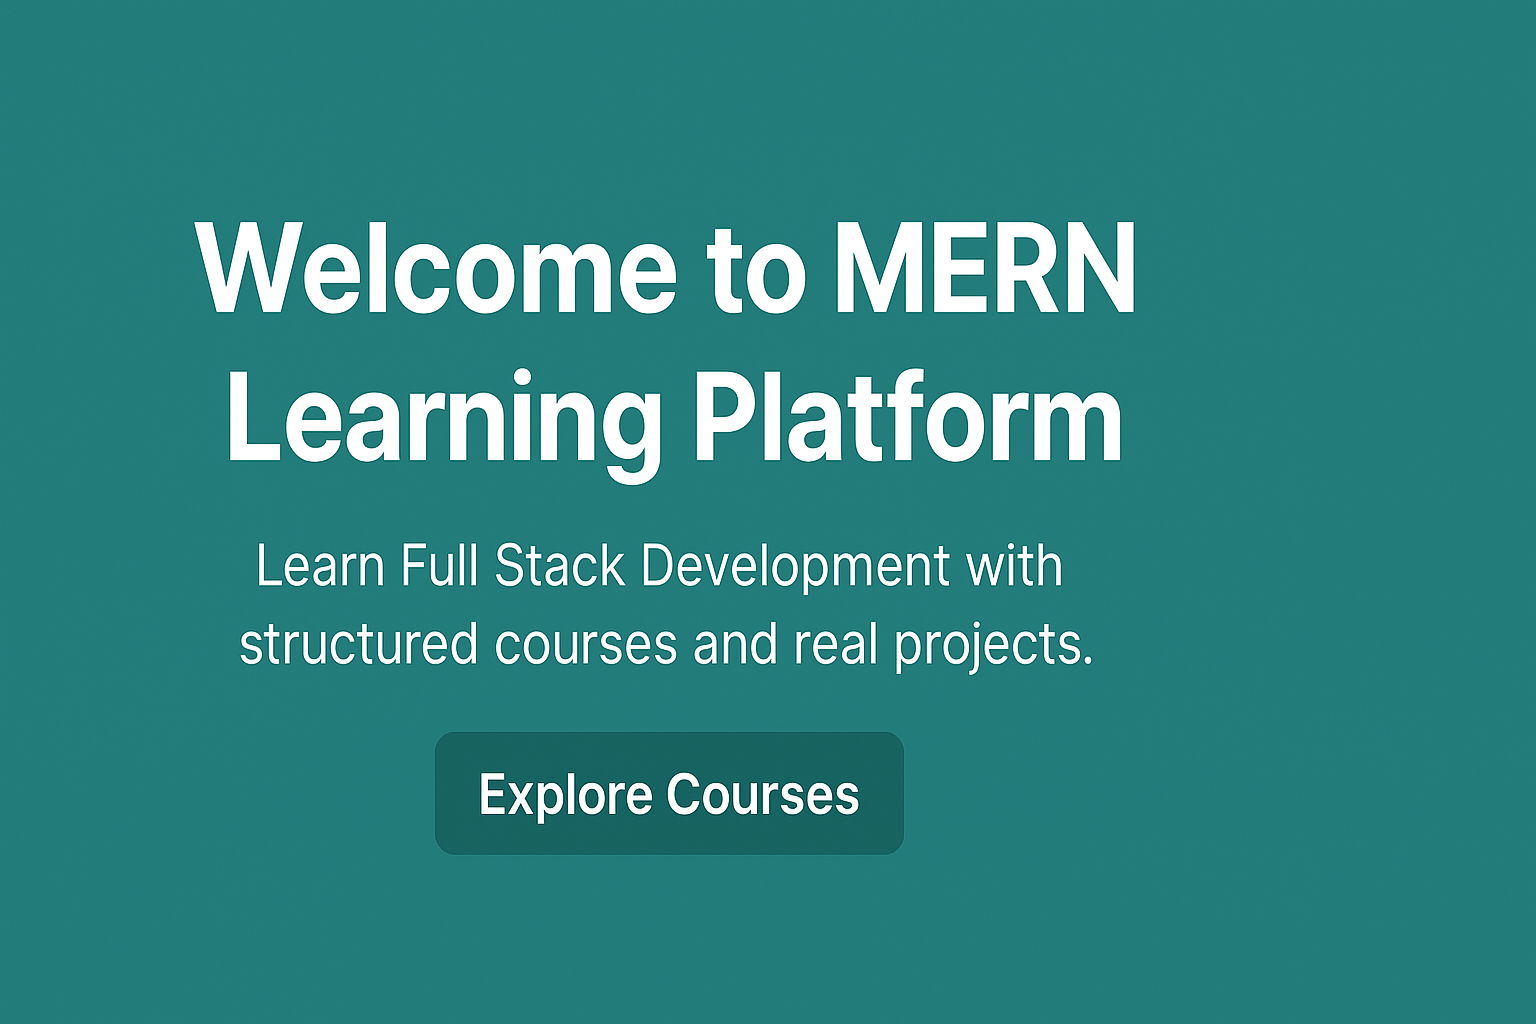 Welcome to MERN
Learning Platform
Learn Full Stack Development with
structured courses and real projects.
Explore Courses